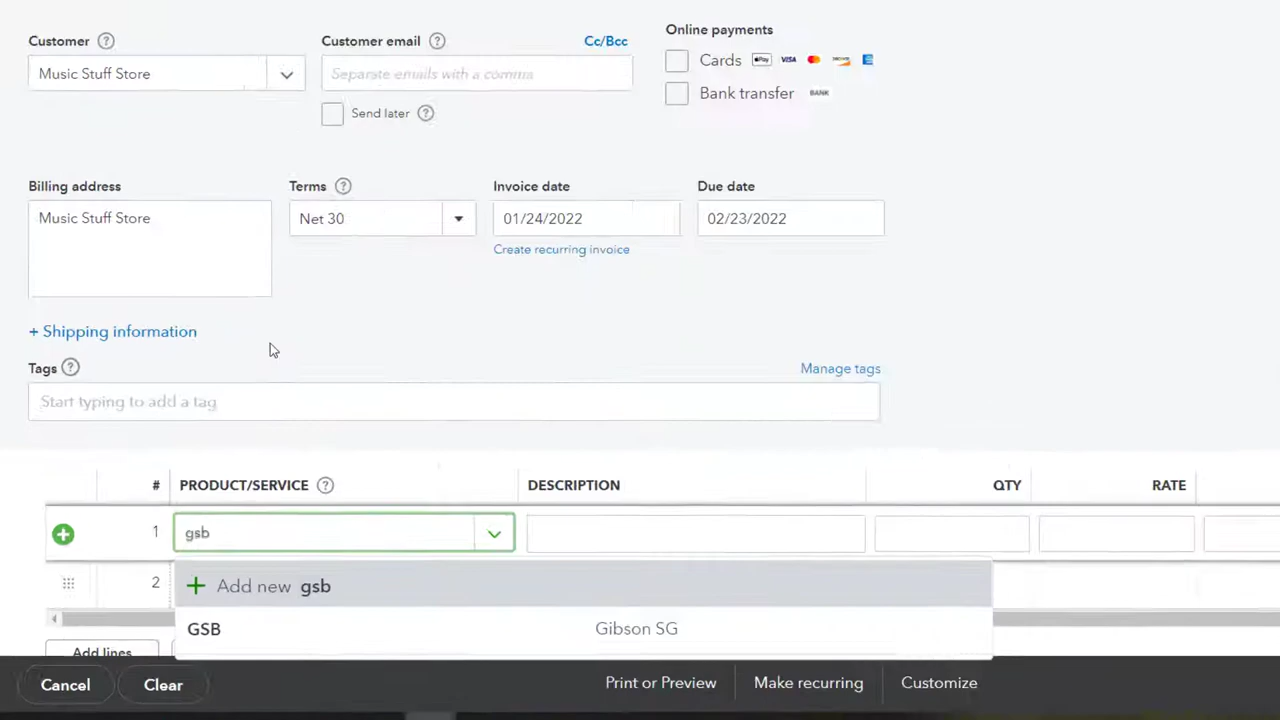 Customer ?
Music Stuff Store
Customer email ? Cc/Bcc
Separate emails with a comma
Send later ?
Online payments
Cards Pay VISA DISCOVER
Bank transfer BANK
Billing address
Music Stuff Store
Terms ?
Net 30
Invoice date
01/24/2022
Create recurring invoice
Due date
02/23/2022
+ Shipping information
Tags ? Manage tags
Start typing to add a tag
# PRODUCT/SERVICE ? DESCRIPTION QTY RATE
1 gsb
2 + Add new gsb
GSB Gibson SG
Add lines
Cancel Clear Print or Preview Make recurring Customize